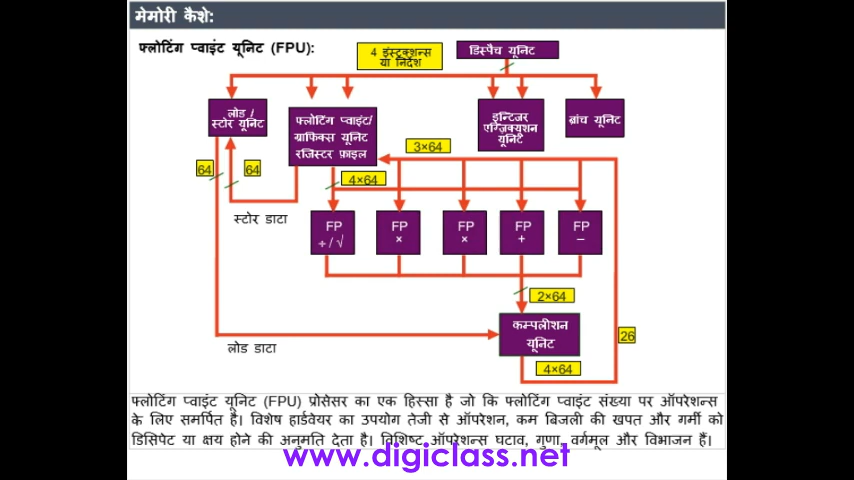 मेमोरी कैशे:
फ्लोटिंग प्वाइंट यूनिट (FPU):
4 इंस्ट्रक्शन्स
या निर्देश
डिस्पैच यूनिट
लोड /
स्टोर यूनिट
फ्लोटिंग प्वाइंट/
ग्राफिक्स यूनिट
रजिस्टर फ़ाइल
इन्टिजर
एग्जिक्यूशन
यूनिट
ब्रांच यूनिट
3×64
64
64
4×64
स्टोर डाटा
FP
÷ / √
FP
×
FP
×
FP
+
FP
–
2×64
कम्पलीशन
यूनिट
26
लोड डाटा
4×64
फ्लोटिंग प्वाइंट यूनिट (FPU) प्रोसेसर का एक हिस्सा है जो कि फ्लोटिंग प्वाइंट संख्या पर ऑपरेशन्स
के लिए समर्पित है। विशेष हार्डवेयर का उपयोग तेजी से ऑपरेशन, कम बिजली की खपत और गर्मी को
डिसिपेट या क्षय होने की अनुमति देता है। विशिष्ट ऑपरेशन्स घटाव, गुणा, वर्गमूल और विभाजन हैं।
www.digiclass.net